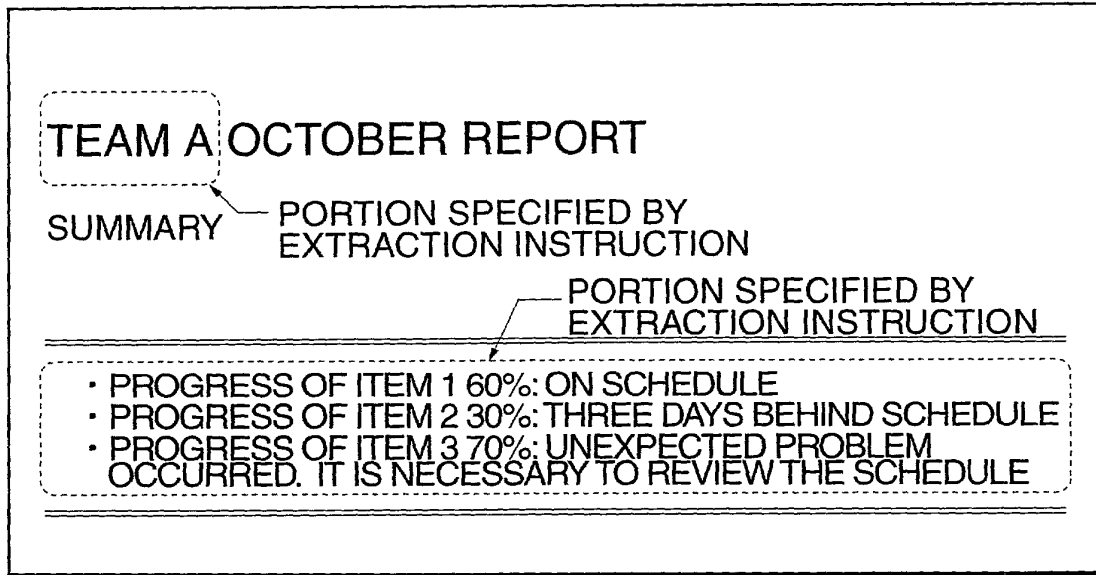 TEAM A OCTOBER REPORT
SUMMARY
PORTION SPECIFIED BY
EXTRACTION INSTRUCTION
PORTION SPECIFIED BY
EXTRACTION INSTRUCTION
・PROGRESS OF ITEM 1 60%: ON SCHEDULE
・PROGRESS OF ITEM 2 30%: THREE DAYS BEHIND SCHEDULE
・PROGRESS OF ITEM 3 70%: UNEXPECTED PROBLEM
OCCURRED. IT IS NECESSARY TO REVIEW THE SCHEDULE